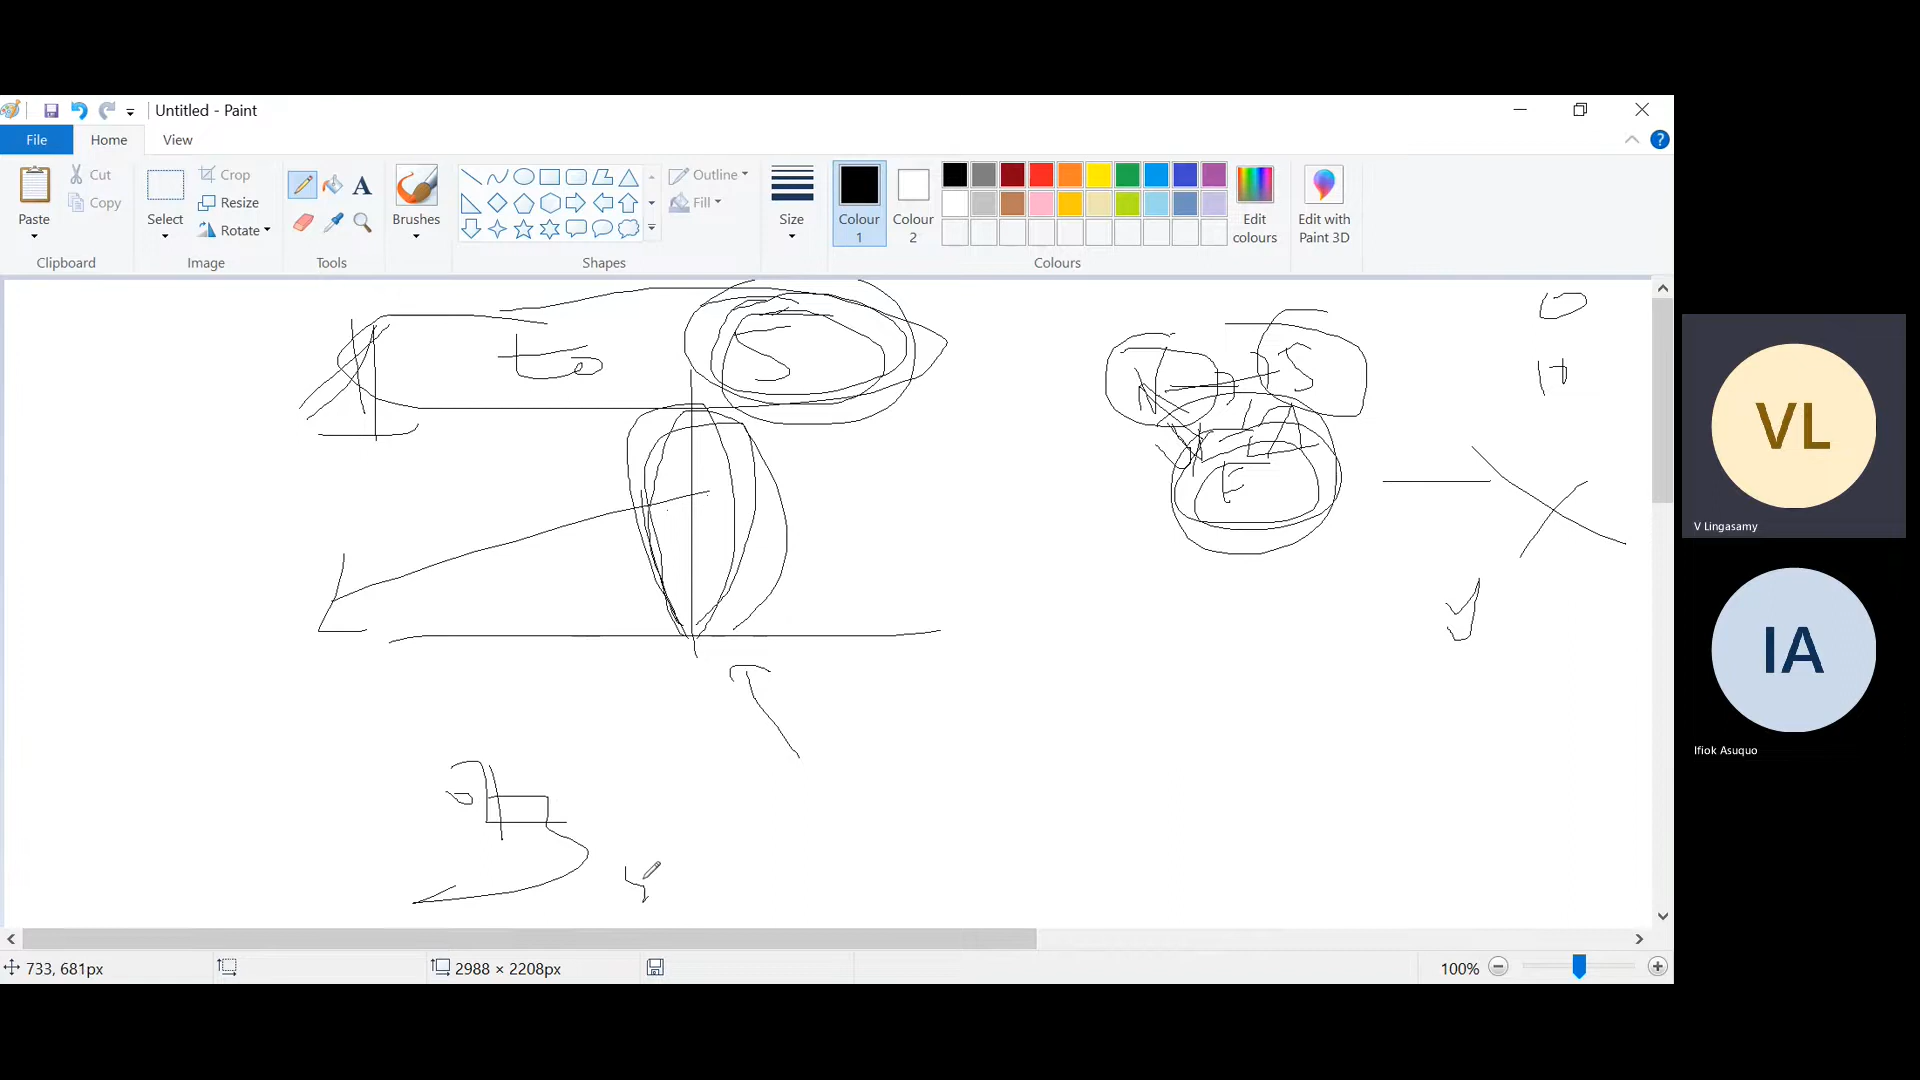 Untitled - Paint
File
Home
View
Paste
Cut
Copy
Clipboard
Select
Crop
Resize
Rotate
Image
A
Tools
Brushes
Shapes
Outline
Fill
Size
Colour 1
Colour 2
Edit colours
Edit with Paint 3D
Colours
to
S
N
S
E
VL
V Lingasamy
IA
Ifiok Asuquo
733, 681px
2988 × 2208px
100%